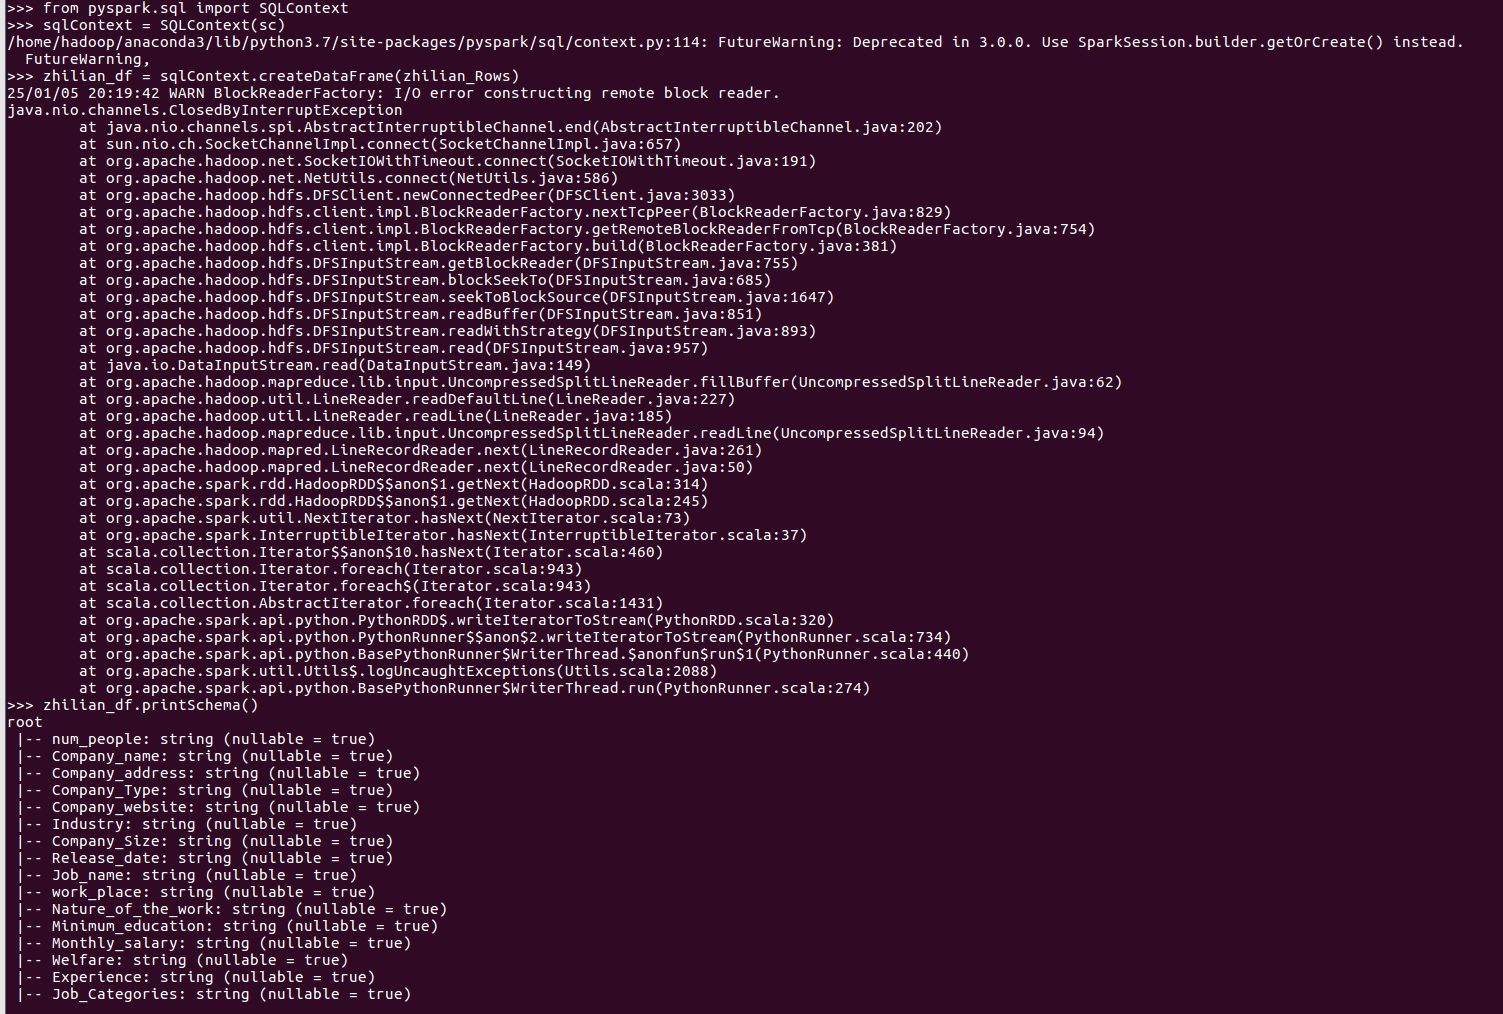 >>> from pyspark.sql import SQLContext
>>> sqlContext = SQLContext(sc)
/home/hadoop/anaconda3/lib/python3.7/site-packages/pyspark/sql/context.py:114: FutureWarning: Deprecated in 3.0.0. Use SparkSession.builder.getOrCreate() instead.
  FutureWarning,
>>> zhilian_df = sqlContext.createDataFrame(zhilian_Rows)
25/01/05 20:19:42 WARN BlockReaderFactory: I/O error constructing remote block reader.
java.nio.channels.ClosedByInterruptException
        at java.nio.channels.spi.AbstractInterruptibleChannel.end(AbstractInterruptibleChannel.java:202)
        at sun.nio.ch.SocketChannelImpl.connect(SocketChannelImpl.java:657)
        at org.apache.hadoop.net.SocketIOWithTimeout.connect(SocketIOWithTimeout.java:191)
        at org.apache.hadoop.net.NetUtils.connect(NetUtils.java:586)
        at org.apache.hadoop.hdfs.DFSClient.newConnectedPeer(DFSClient.java:3033)
        at org.apache.hadoop.hdfs.client.impl.BlockReaderFactory.nextTcpPeer(BlockReaderFactory.java:829)
        at org.apache.hadoop.hdfs.client.impl.BlockReaderFactory.getRemoteBlockReaderFromTcp(BlockReaderFactory.java:754)
        at org.apache.hadoop.hdfs.client.impl.BlockReaderFactory.build(BlockReaderFactory.java:381)
        at org.apache.hadoop.hdfs.DFSInputStream.getBlockReader(DFSInputStream.java:755)
        at org.apache.hadoop.hdfs.DFSInputStream.blockSeekTo(DFSInputStream.java:685)
        at org.apache.hadoop.hdfs.DFSInputStream.seekToBlockSource(DFSInputStream.java:1647)
        at org.apache.hadoop.hdfs.DFSInputStream.readBuffer(DFSInputStream.java:851)
        at org.apache.hadoop.hdfs.DFSInputStream.readWithStrategy(DFSInputStream.java:893)
        at org.apache.hadoop.hdfs.DFSInputStream.read(DFSInputStream.java:957)
        at java.io.DataInputStream.read(DataInputStream.java:149)
        at org.apache.hadoop.mapreduce.lib.input.UncompressedSplitLineReader.fillBuffer(UncompressedSplitLineReader.java:62)
        at org.apache.hadoop.util.LineReader.readDefaultLine(LineReader.java:227)
        at org.apache.hadoop.util.LineReader.readLine(LineReader.java:185)
        at org.apache.hadoop.mapreduce.lib.input.UncompressedSplitLineReader.readLine(UncompressedSplitLineReader.java:94)
        at org.apache.hadoop.mapred.LineRecordReader.next(LineRecordReader.java:261)
        at org.apache.hadoop.mapred.LineRecordReader.next(LineRecordReader.java:50)
        at org.apache.spark.rdd.HadoopRDD$$anon$1.getNext(HadoopRDD.scala:314)
        at org.apache.spark.rdd.HadoopRDD$$anon$1.getNext(HadoopRDD.scala:245)
        at org.apache.spark.util.NextIterator.hasNext(NextIterator.scala:73)
        at org.apache.spark.InterruptibleIterator.hasNext(InterruptibleIterator.scala:37)
        at scala.collection.Iterator$$anon$10.hasNext(Iterator.scala:460)
        at scala.collection.Iterator.foreach(Iterator.scala:943)
        at scala.collection.Iterator.foreach$(Iterator.scala:943)
        at scala.collection.AbstractIterator.foreach(Iterator.scala:1431)
        at org.apache.spark.api.python.PythonRDD$.writeIteratorToStream(PythonRDD.scala:320)
        at org.apache.spark.api.python.PythonRunner$$anon$2.writeIteratorToStream(PythonRunner.scala:734)
        at org.apache.spark.api.python.BasePythonRunner$WriterThread.$anonfun$run$1(PythonRunner.scala:440)
        at org.apache.spark.util.Utils$.logUncaughtExceptions(Utils.scala:2088)
        at org.apache.spark.api.python.BasePythonRunner$WriterThread.run(PythonRunner.scala:274)
>>> zhilian_df.printSchema()
root
 |-- num_people: string (nullable = true)
 |-- Company_name: string (nullable = true)
 |-- Company_address: string (nullable = true)
 |-- Company_Type: string (nullable = true)
 |-- Company_website: string (nullable = true)
 |-- Industry: string (nullable = true)
 |-- Company_Size: string (nullable = true)
 |-- Release_date: string (nullable = true)
 |-- Job_name: string (nullable = true)
 |-- work_place: string (nullable = true)
 |-- Nature_of_the_work: string (nullable = true)
 |-- Minimum_education: string (nullable = true)
 |-- Monthly_salary: string (nullable = true)
 |-- Welfare: string (nullable = true)
 |-- Experience: string (nullable = true)
 |-- Job_Categories: string (nullable = true)